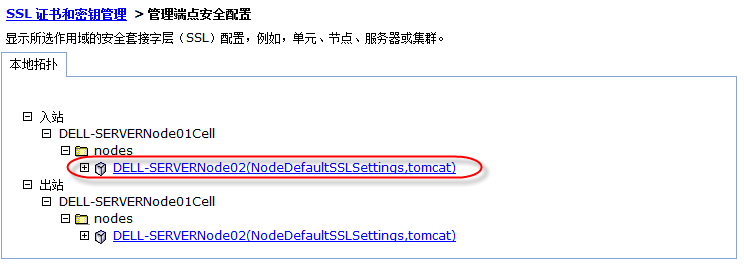 SSL 证书和密钥管理 > 管理端点安全配置
显示所选作用域的安全套接字层（SSL）配置，例如，单元、节点、服务器或集群。
本地拓扑
入站
DELL-SERVERNode01Cell
nodes
DELL-SERVERNode02(NodeDefaultSSLSettings,tomcat)
出站
DELL-SERVERNode01Cell
nodes
DELL-SERVERNode02(NodeDefaultSSLSettings,tomcat)